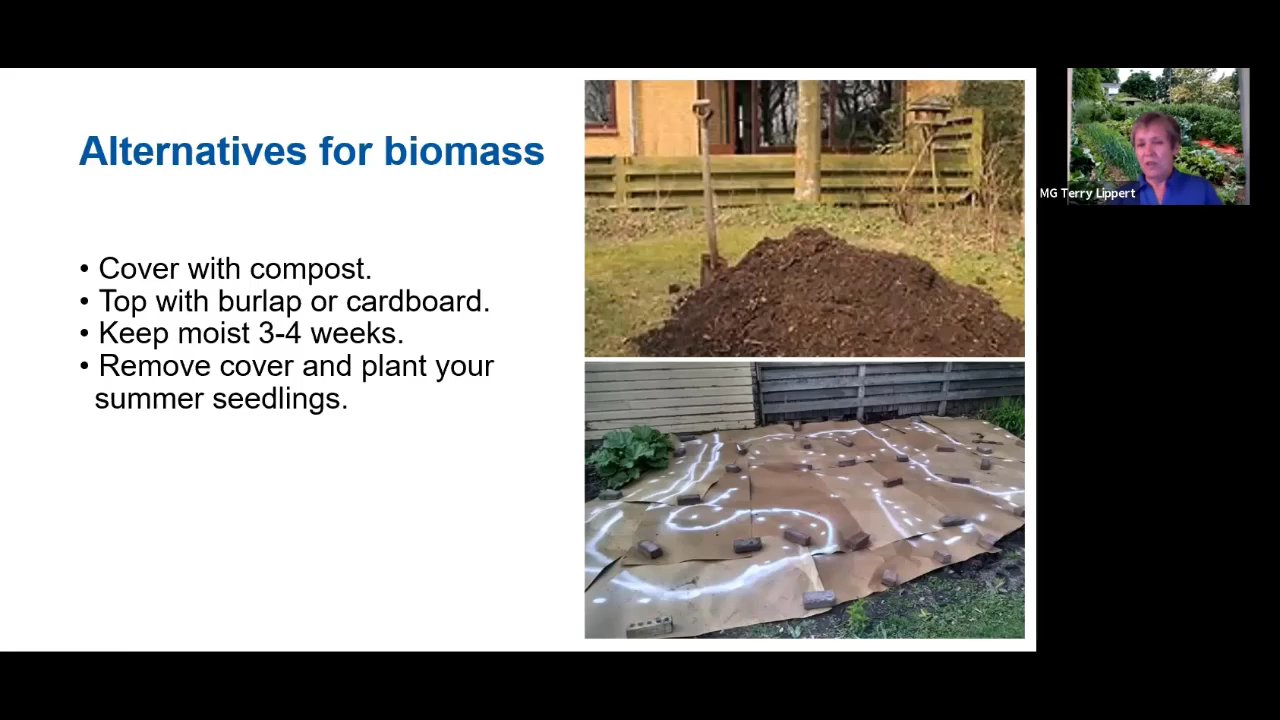 Alternatives for biomass
• Cover with compost.
• Top with burlap or cardboard.
• Keep moist 3-4 weeks.
• Remove cover and plant your
summer seedlings.
MG Terry Lippert